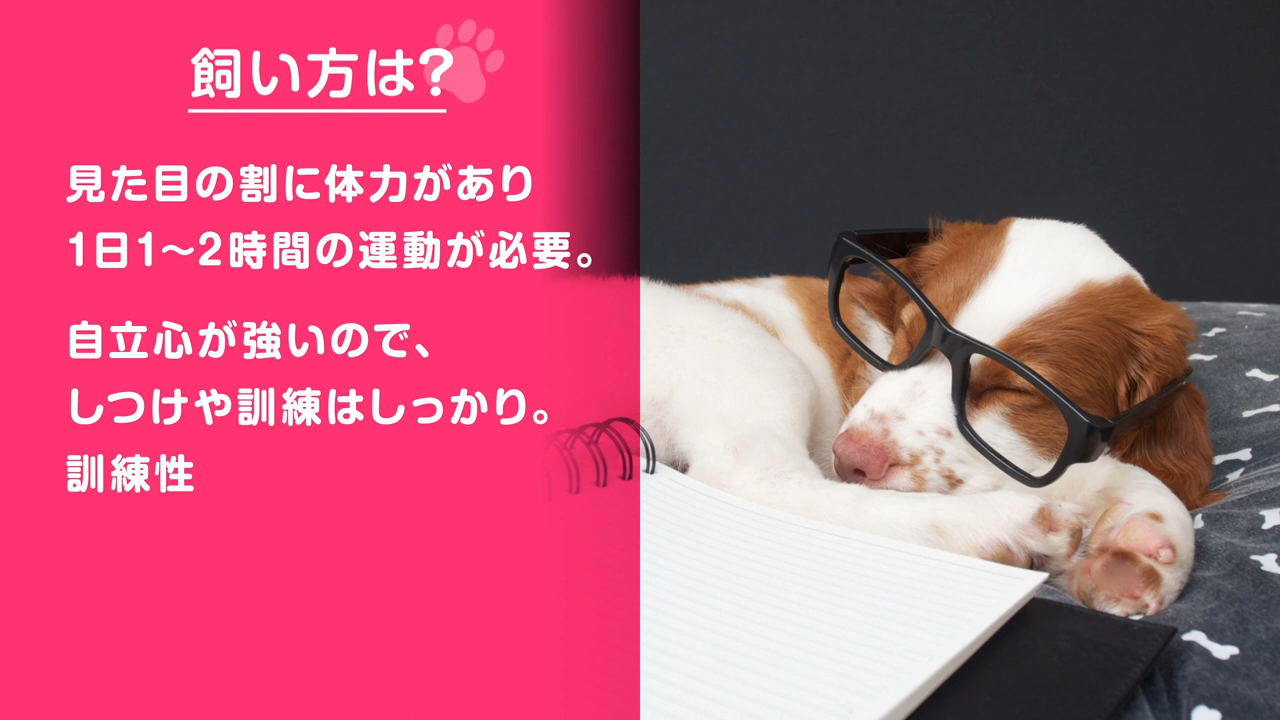 飼い方は?
見た目の割に体力があり
1日1〜2時間の運動が必要。
自立心が強いので、
しつけや訓練はしっかり。
訓練性